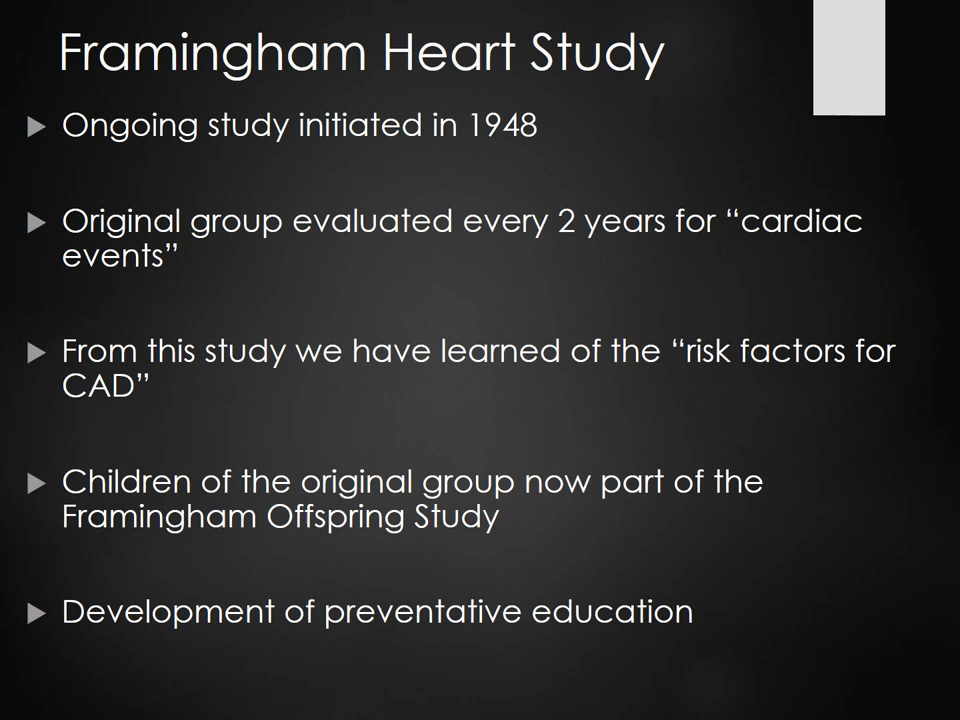 Framingham Heart Study
Ongoing study initiated in 1948
Original group evaluated every 2 years for “cardiac
events”
From this study we have learned of the “risk factors for
CAD”
Children of the original group now part of the
Framingham Offspring Study
Development of preventative education